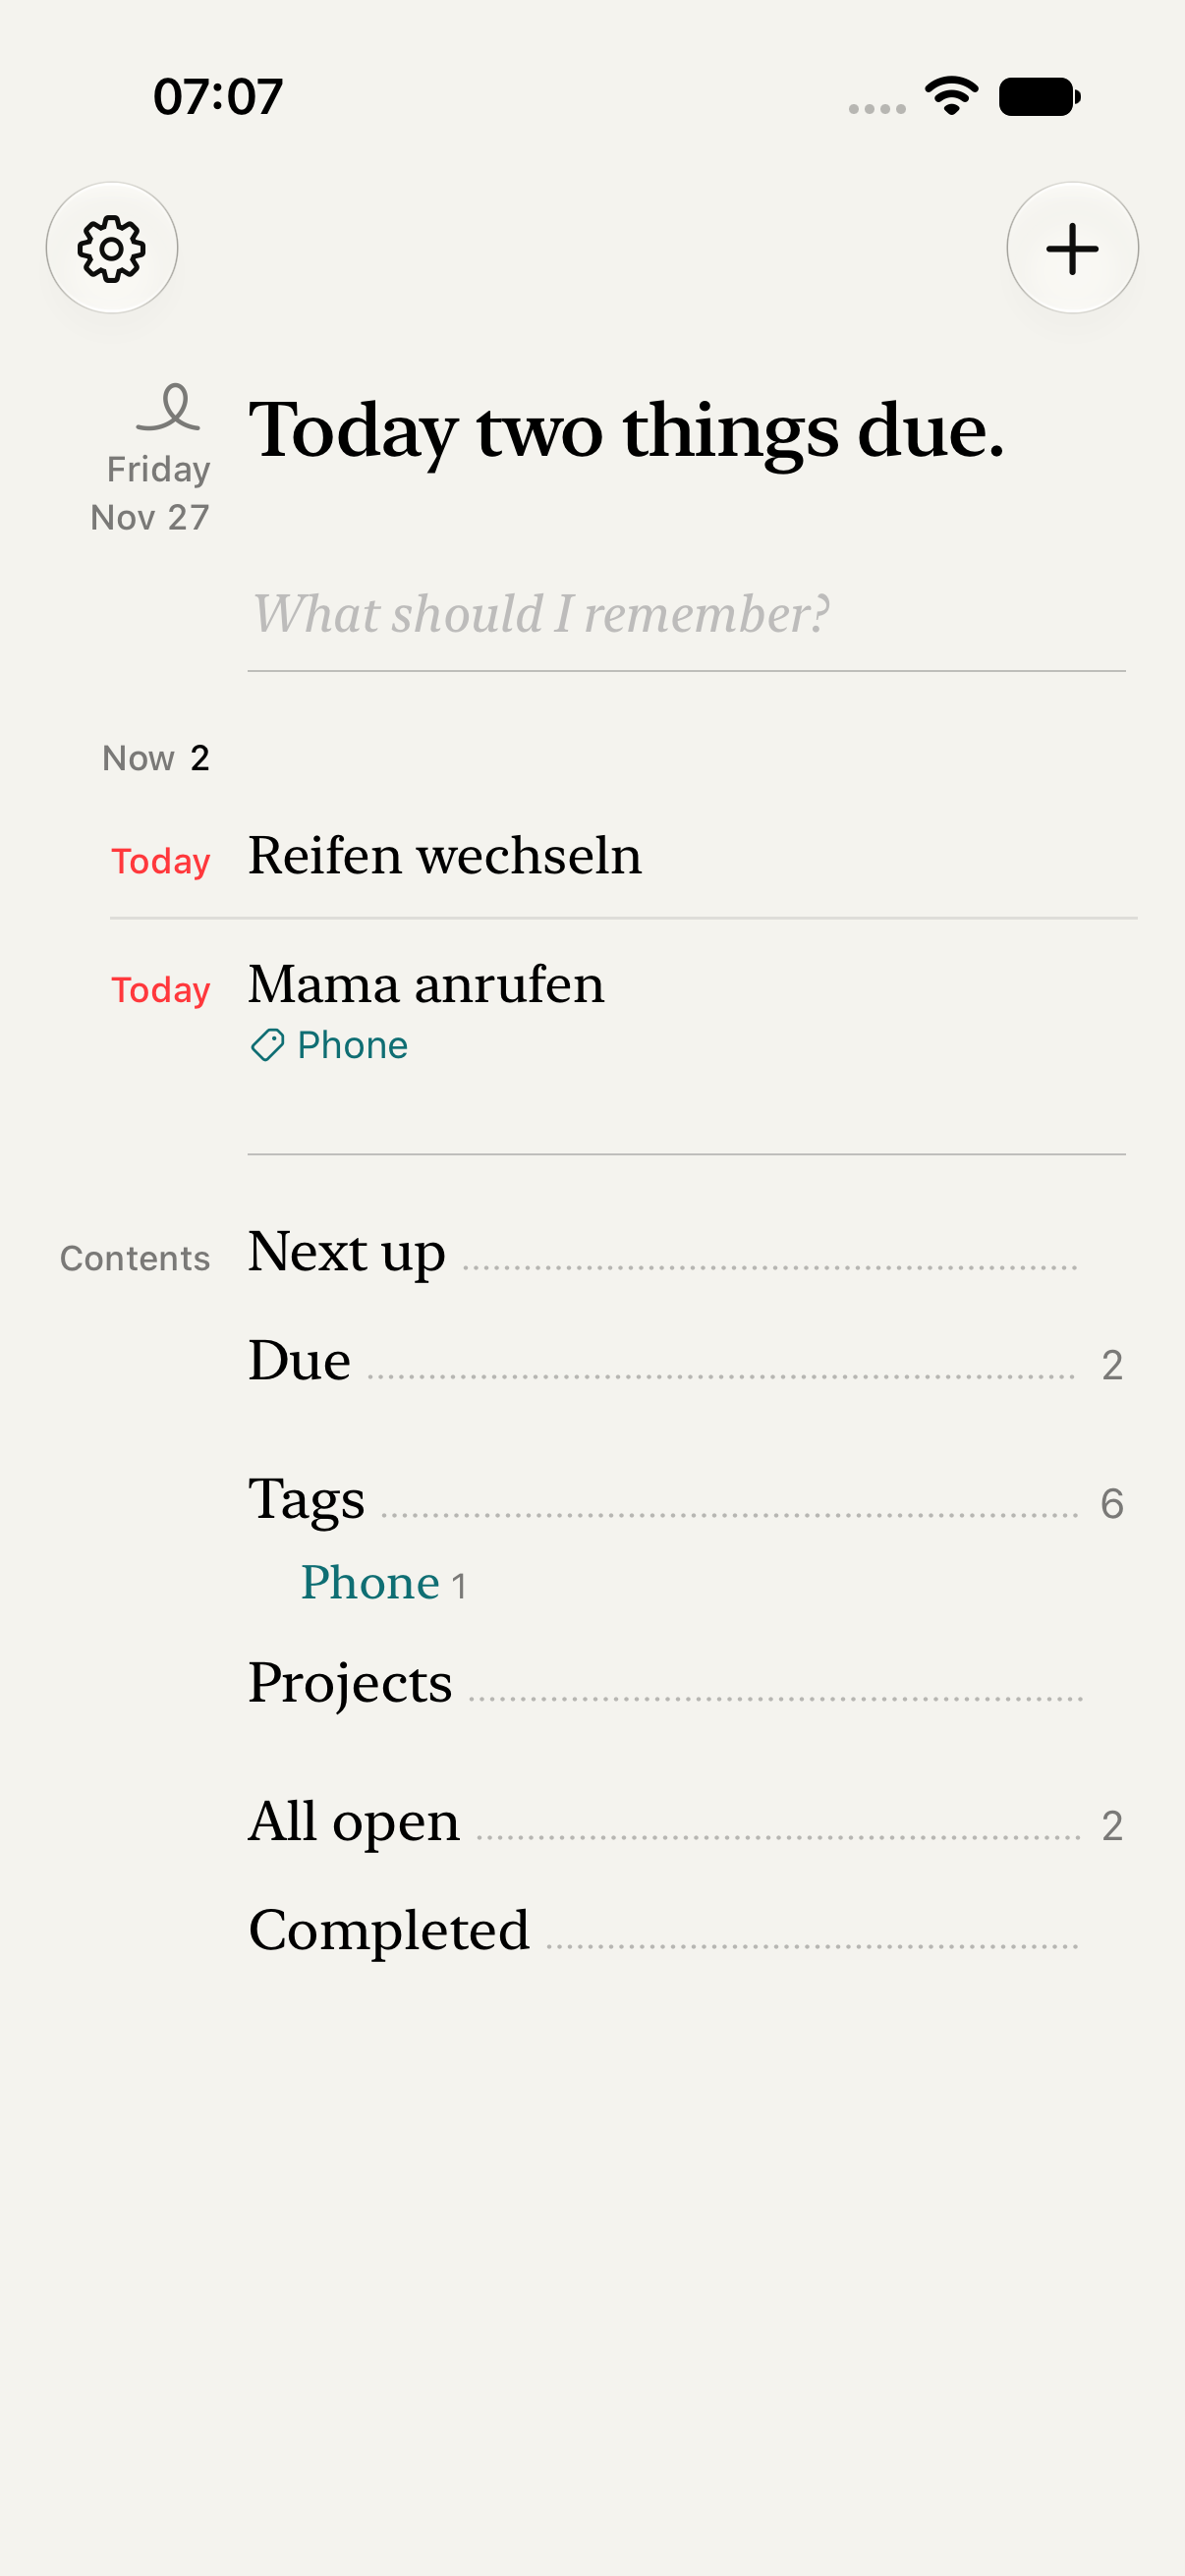 07:07
Today two things due.
Friday
Nov 27
What should I remember?
Now 2
Today Reifen wechseln
Today Mama anrufen
Phone
Contents Next up
Due 2
Tags 6
Phone 1
Projects
All open 2
Completed